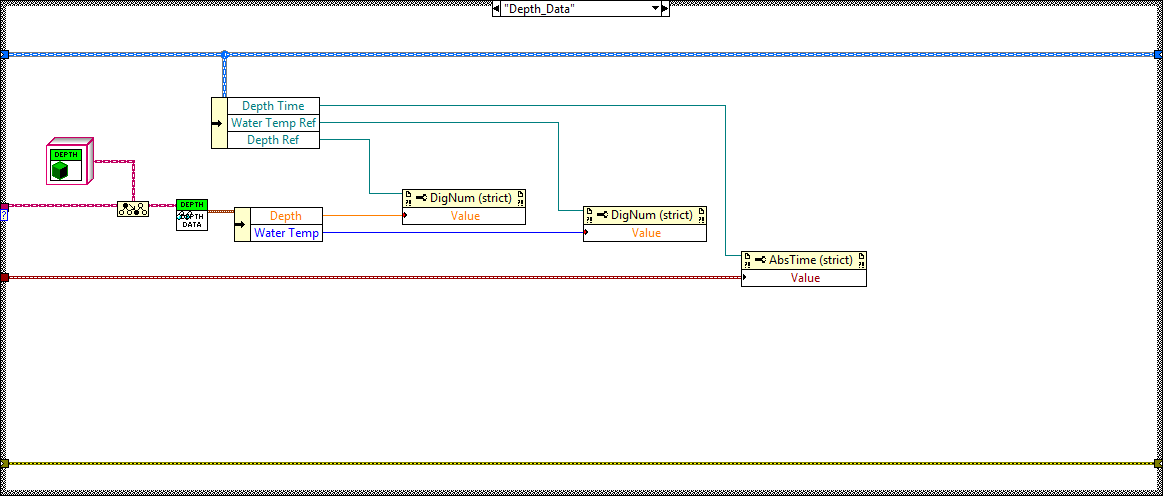 "Depth_Data"
Depth Time
Water Temp Ref
Depth Ref
DEPTH
DigNum (strict)
Value
DEPTH
DEPTH
DATA
Depth
Water Temp
DigNum (strict)
Value
AbsTime (strict)
Value
?